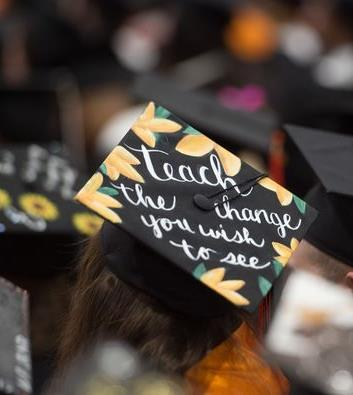 teach
the change
you wish
to see